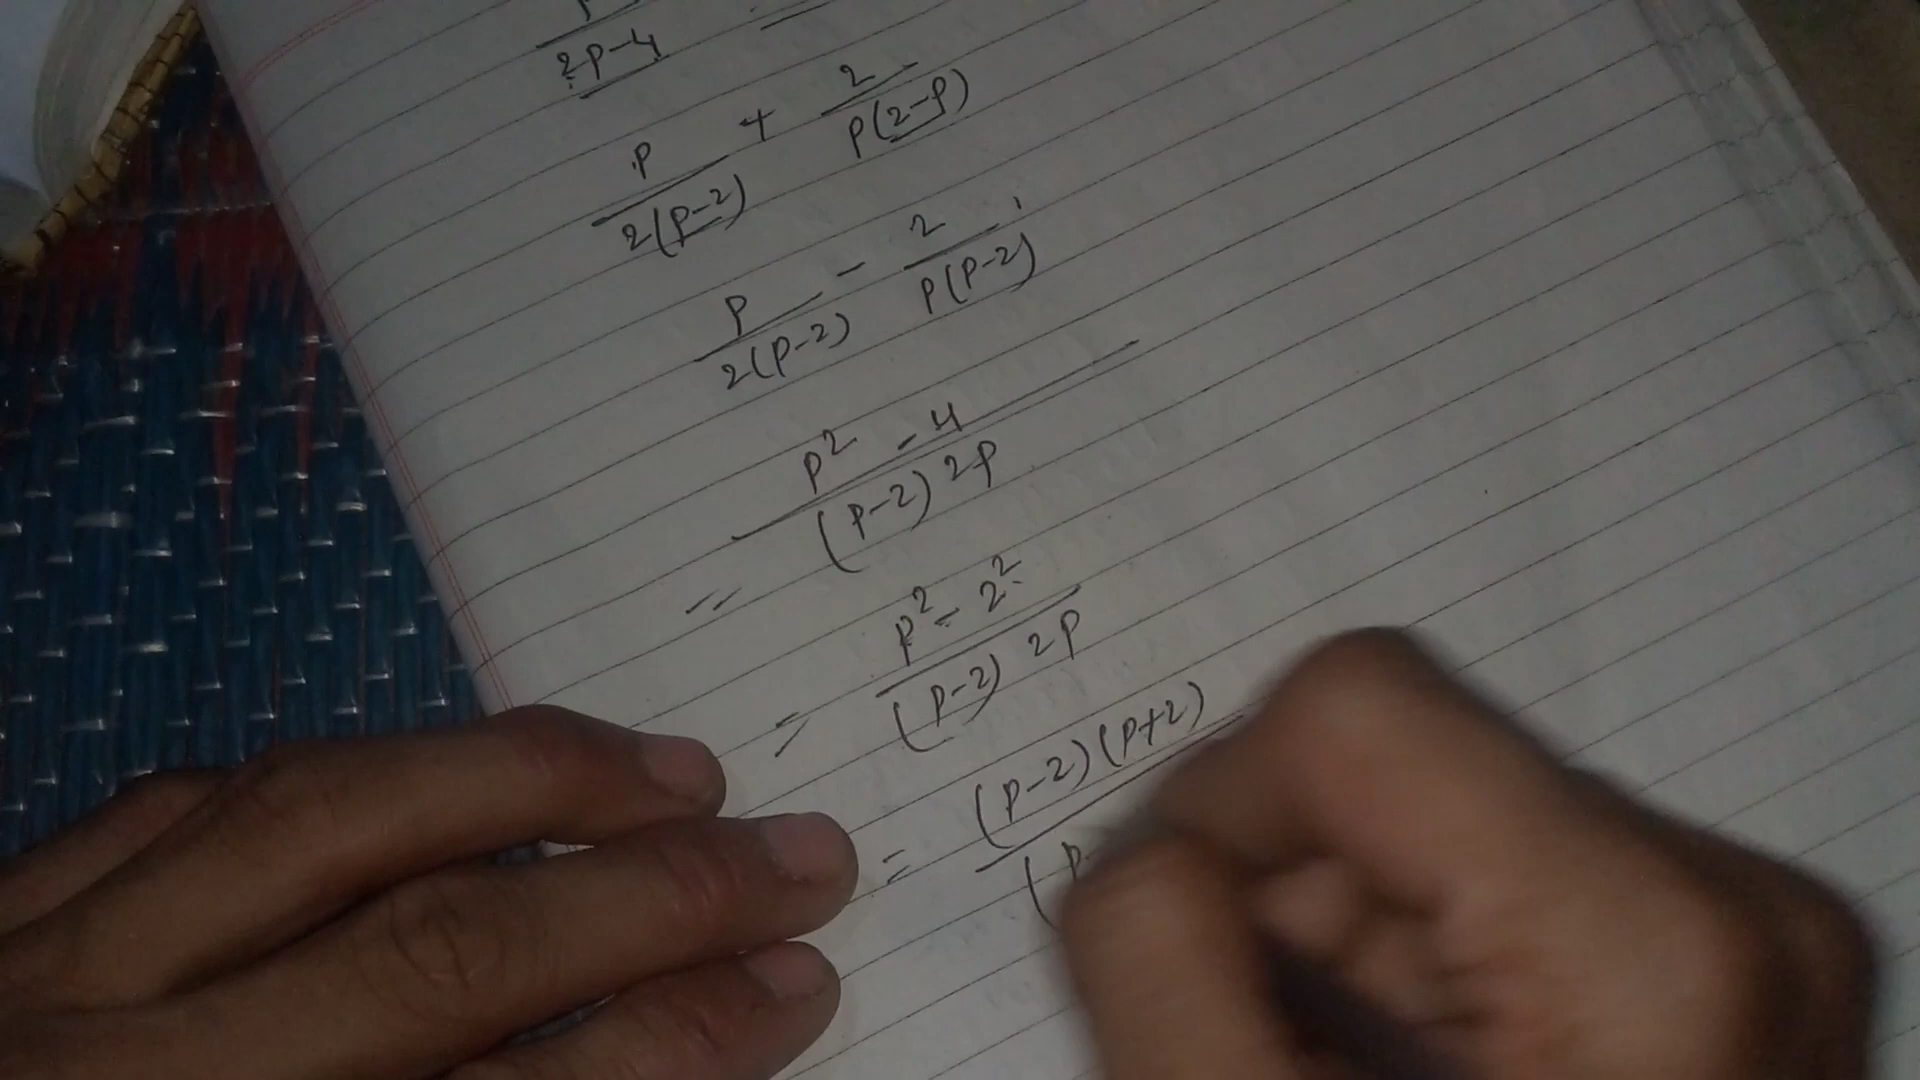 2p-4
p/2(p-2) + 2/p(2-p)
p/2(p-2) - 2/p(p-2)
= p² - 4/(p-2) 2p
= p² - 2²/(p-2) 2p
= (p-2)(p+2)/(p